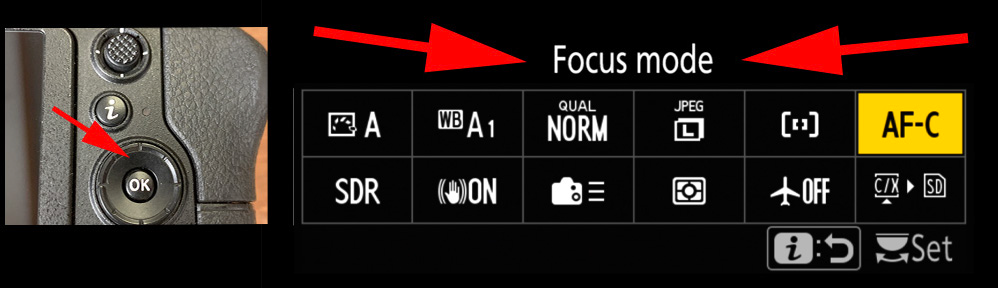 Focus mode
A
WB A1
QUAL
NORM
JPEG
L
AF-C
i
OK
SDR
ON
OFF
C/X
SD
i:
Set